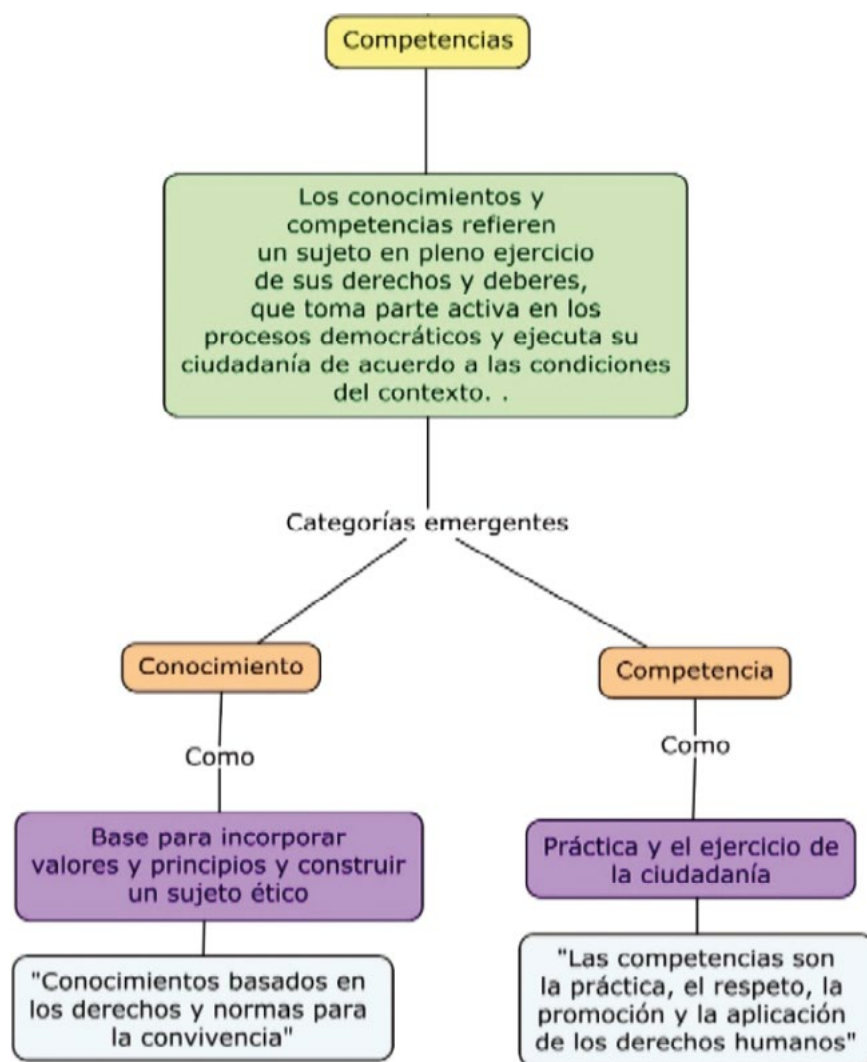 Competencias
Los conocimientos y
competencias refieren
un sujeto en pleno ejercicio
de sus derechos y deberes,
que toma parte activa en los
procesos democráticos y ejecuta su
ciudadanía de acuerdo a las condiciones
del contexto. .
Categorías emergentes
Conocimiento
Como
Base para incorporar
valores y principios y construir
un sujeto ético
"Conocimientos basados en
los derechos y normas para
la convivencia"
Competencia
Como
Práctica y el ejercicio de
la ciudadanía
"Las competencias son
la práctica, el respeto, la
promoción y la aplicación
de los derechos humanos"